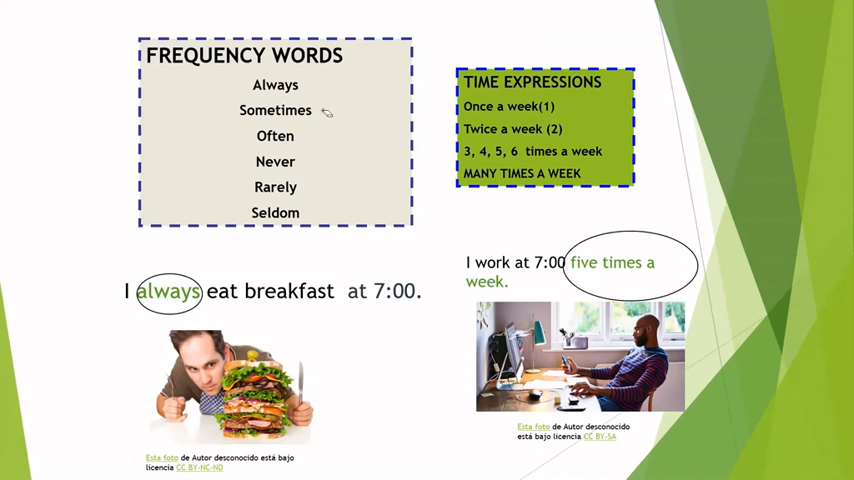 FREQUENCY WORDS
Always
Sometimes
Often
Never
Rarely
Seldom
TIME EXPRESSIONS
Once a week(1)
Twice a week (2)
3, 4, 5, 6 times a week
MANY TIMES A WEEK
I always eat breakfast at 7:00.
I work at 7:00 five times a
week.
Esta foto de Autor desconocido está bajo
licencia CC BY-NC-ND
Esta foto de Autor desconocido
está bajo licencia CC BY-SA